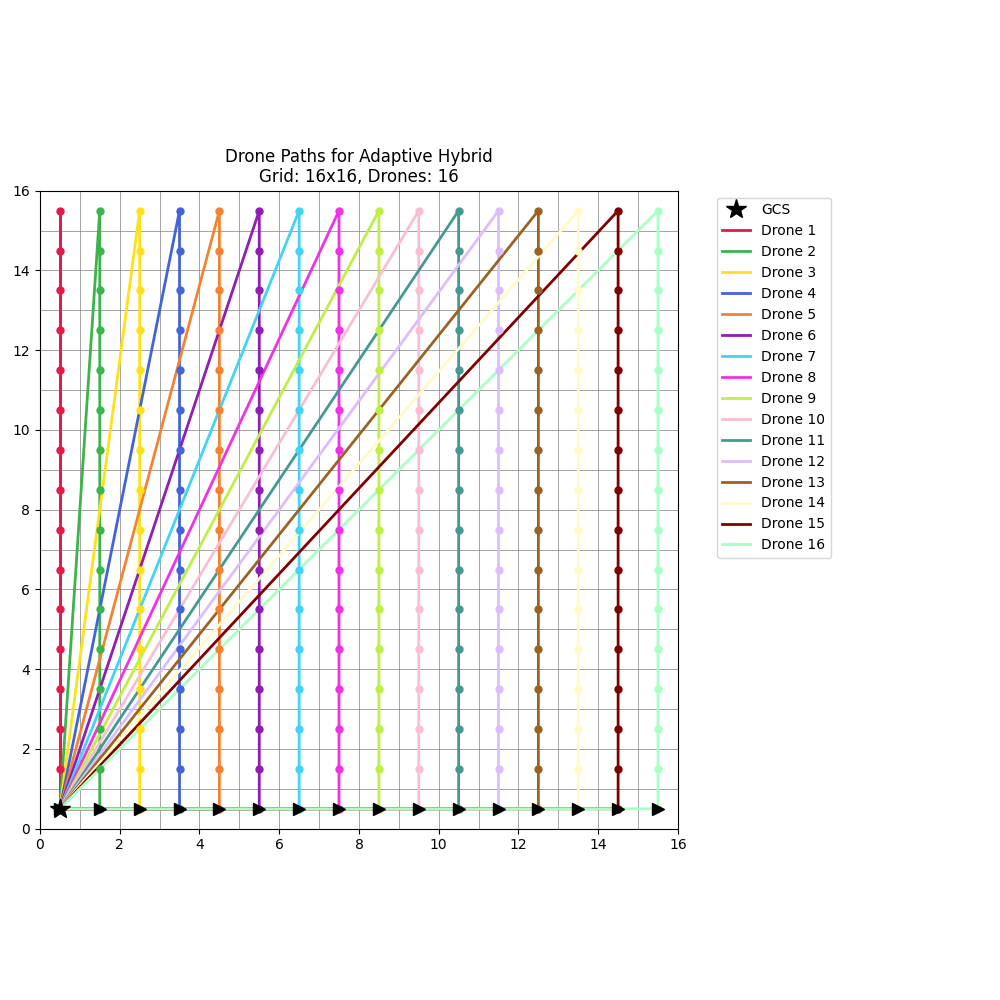 Drone Paths for Adaptive Hybrid
Grid: 16x16, Drones: 16
16
14
12
10
8
6
4
2
0
0 2 4 6 8 10 12 14 16
GCS
Drone 1
Drone 2
Drone 3
Drone 4
Drone 5
Drone 6
Drone 7
Drone 8
Drone 9
Drone 10
Drone 11
Drone 12
Drone 13
Drone 14
Drone 15
Drone 16